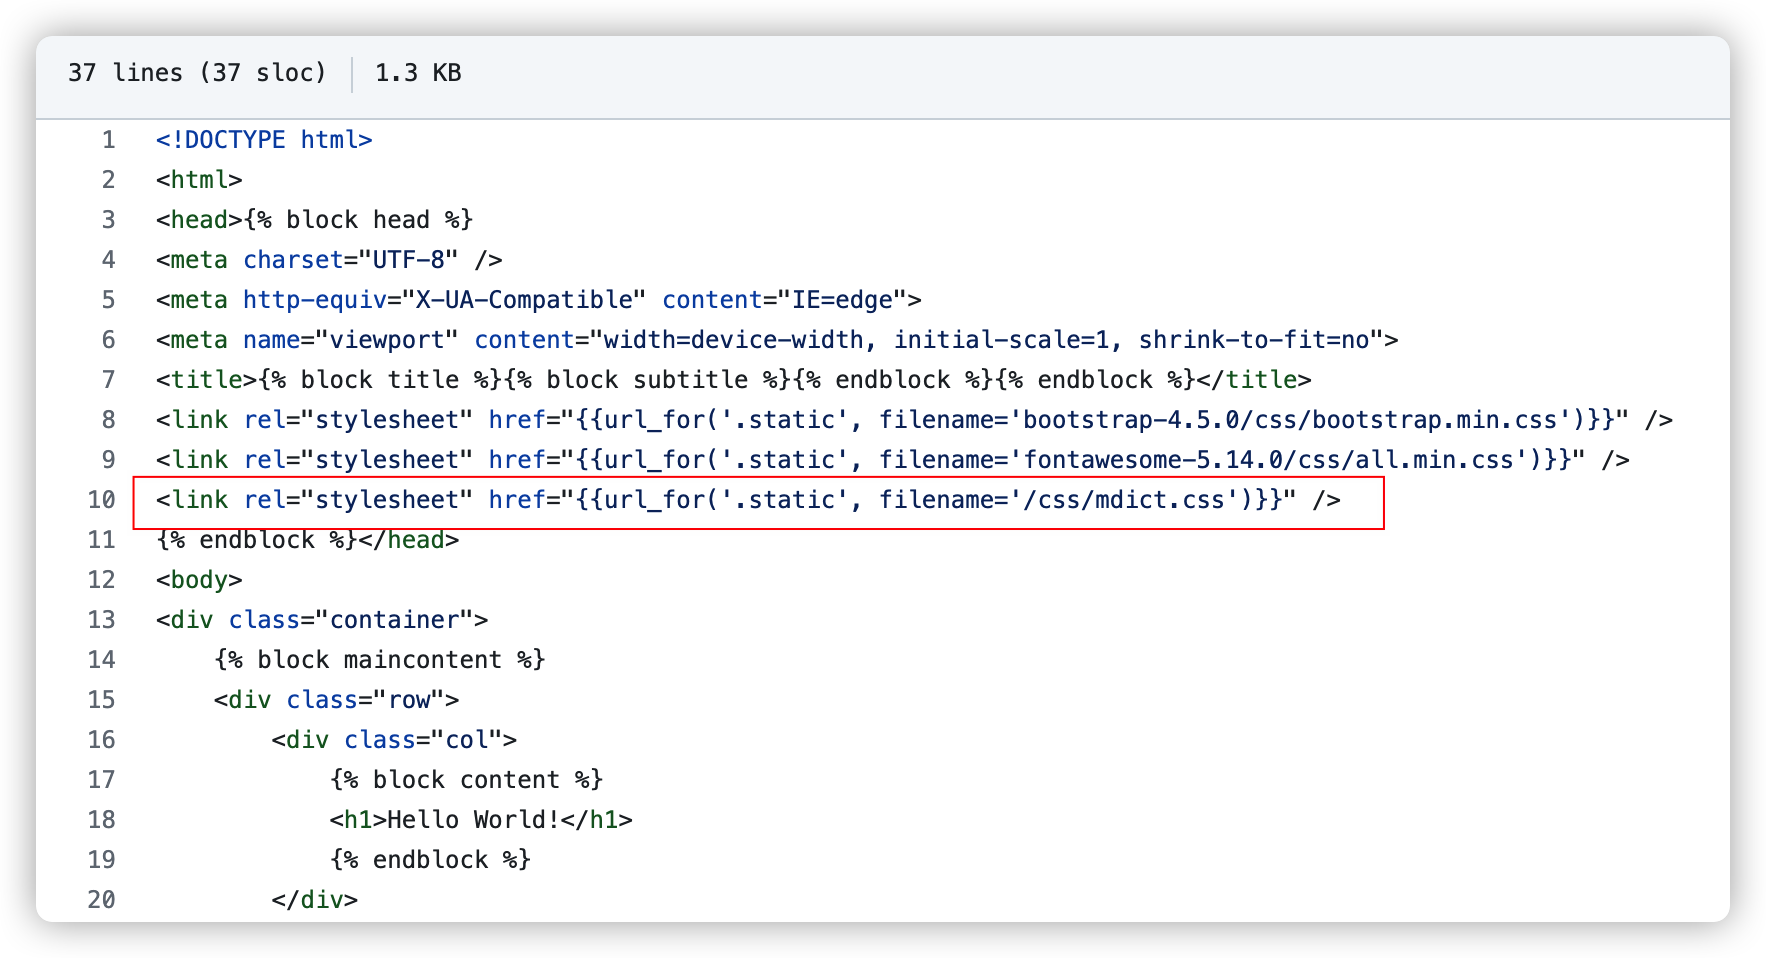 37 lines (37 sloc) 1.3 KB
1 <!DOCTYPE html>
2 <html>
3 <head>{% block head %}
4 <meta charset="UTF-8" />
5 <meta http-equiv="X-UA-Compatible" content="IE=edge">
6 <meta name="viewport" content="width=device-width, initial-scale=1, shrink-to-fit=no">
7 <title>{% block title %}{% block subtitle %}{% endblock %}{% endblock %}</title>
8 <link rel="stylesheet" href="{{url_for('.static', filename='bootstrap-4.5.0/css/bootstrap.min.css')}}" />
9 <link rel="stylesheet" href="{{url_for('.static', filename='fontawesome-5.14.0/css/all.min.css')}}" />
10 <link rel="stylesheet" href="{{url_for('.static', filename='/css/mdict.css')}}" />
11 {% endblock %}</head>
12 <body>
13 <div class="container">
14     {% block maincontent %}
15     <div class="row">
16         <div class="col">
17             {% block content %}
18             <h1>Hello World!</h1>
19             {% endblock %}
20         </div>